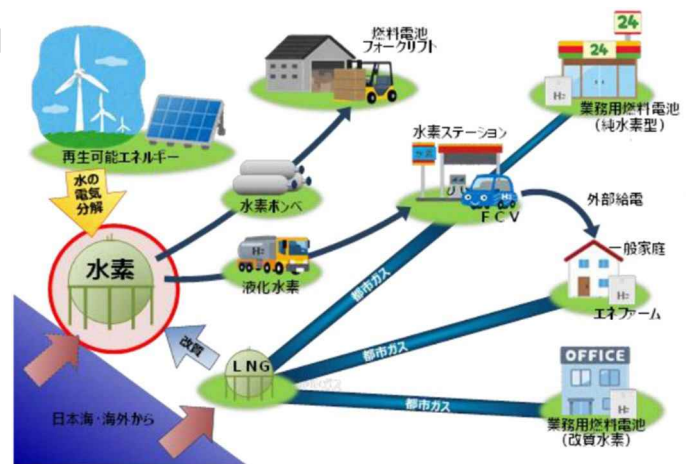 燃料電池
フォークリフト
24
24
H₂
業務用燃料電池
(純水素型)
再生可能エネルギー
水素ステーション
水の
電気
分解
水素ボンベ
H₂
FCV
外部給電
水素
H₂
液化水素
一般家庭
H₂
エネファーム
都市ガス
改質
LNG
都市ガス
都市ガス
OFFICE
H₂
業務用燃料電池
(改質水素)
日本海・海外から